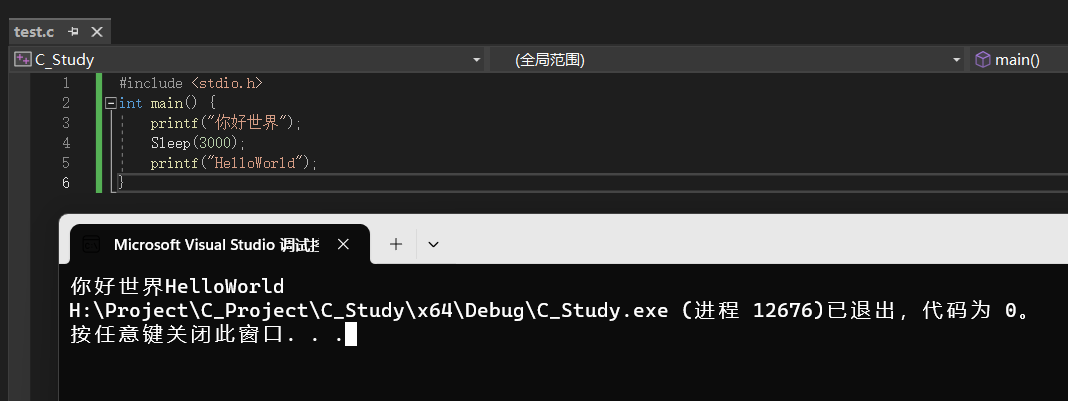 test.c
C_Study (全局范围) main()
1 #include <stdio.h>
2 int main() {
3 printf("你好世界");
4 Sleep(3000);
5 printf("HelloWorld");
6 }
Microsoft Visual Studio 调试
你好世界HelloWorld
H:\Project\C_Project\C_Study\x64\Debug\C_Study.exe (进程 12676)已退出，代码为 0。
按任意键关闭此窗口. . .